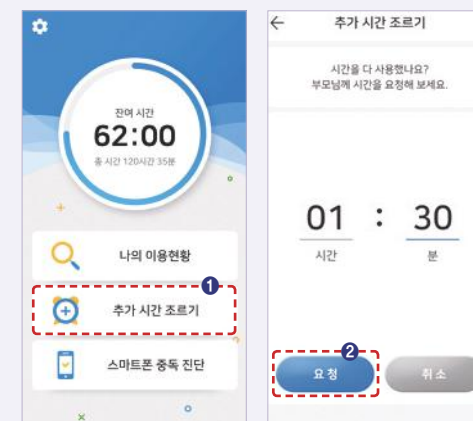 잔여 시간
62:00
총 시간 120시간 35분
나의 이용현황
1
추가 시간 조르기
스마트폰 중독 진단
추가 시간 조르기
시간을 다 사용했나요?
부모님께 시간을 요청해 보세요.
01 : 30
시간 분
2
요청 취소